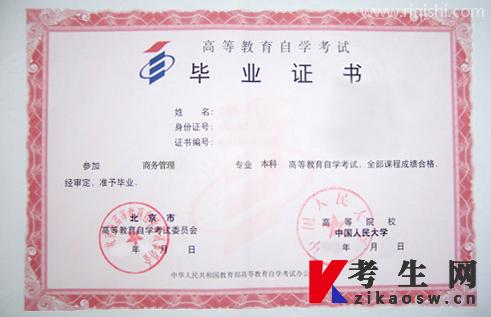 www.rigishi.com
高等教育自学考试
毕业证书
姓 名:
身份证号:
证书编号:
参加 商务管理 专业 本科 高等教育自学考试,全部课程成绩合格,
经审定,准予毕业.
北京市 高等院校
高等教育自学考试委员会 中国人民大学
年 月 日 年 月 日
中华人民共和国教育部高等教育自学考试办公
考生网
zikaosw.cn